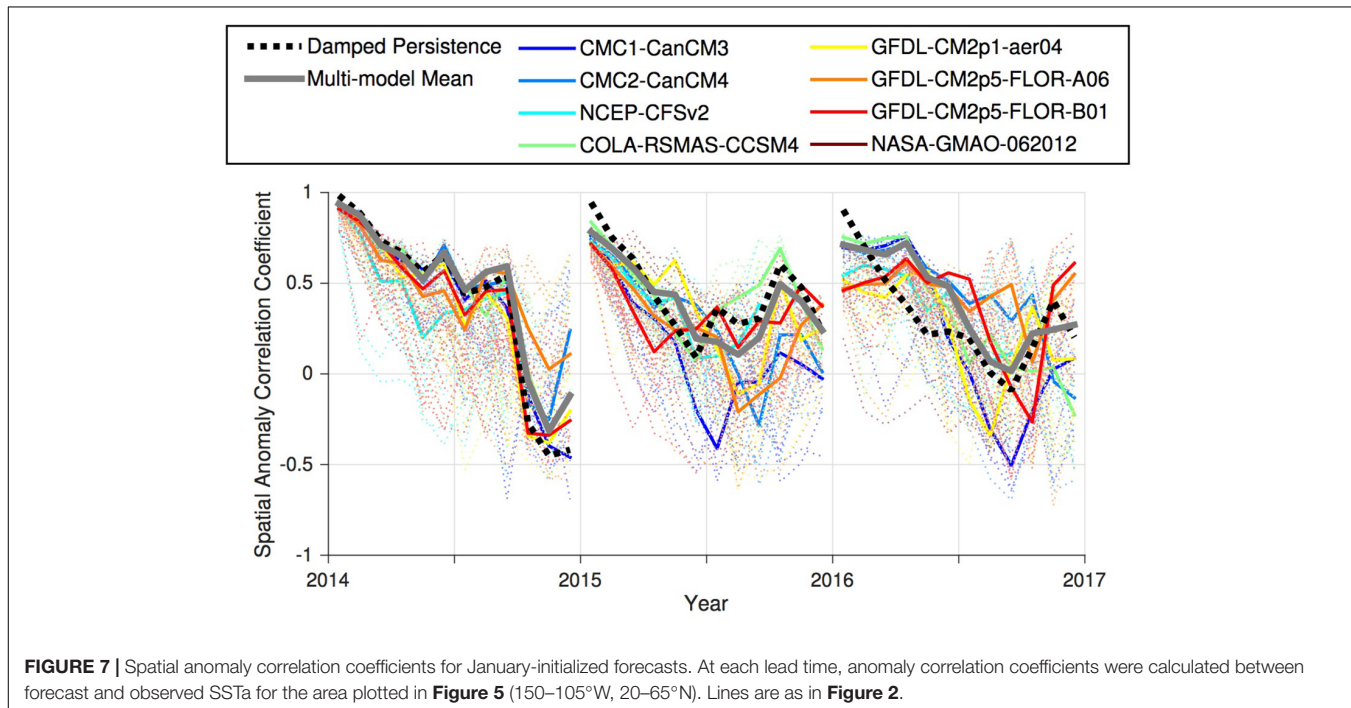 Damped Persistence
Multi-model Mean
CMC1-CanCM3
CMC2-CanCM4
NCEP-CFSv2
COLA-RSMAS-CCSM4
GFDL-CM2p1-aer04
GFDL-CM2p5-FLOR-A06
GFDL-CM2p5-FLOR-B01
NASA-GMAO-062012
Spatial Anomaly Correlation Coefficient
1
0.5
0
-0.5
-1
2014
2015
2016
2017
Year
FIGURE 7 | Spatial anomaly correlation coefficients for January-initialized forecasts. At each lead time, anomaly correlation coefficients were calculated between
forecast and observed SSTa for the area plotted in Figure 5 (150–105°W, 20–65°N). Lines are as in Figure 2.